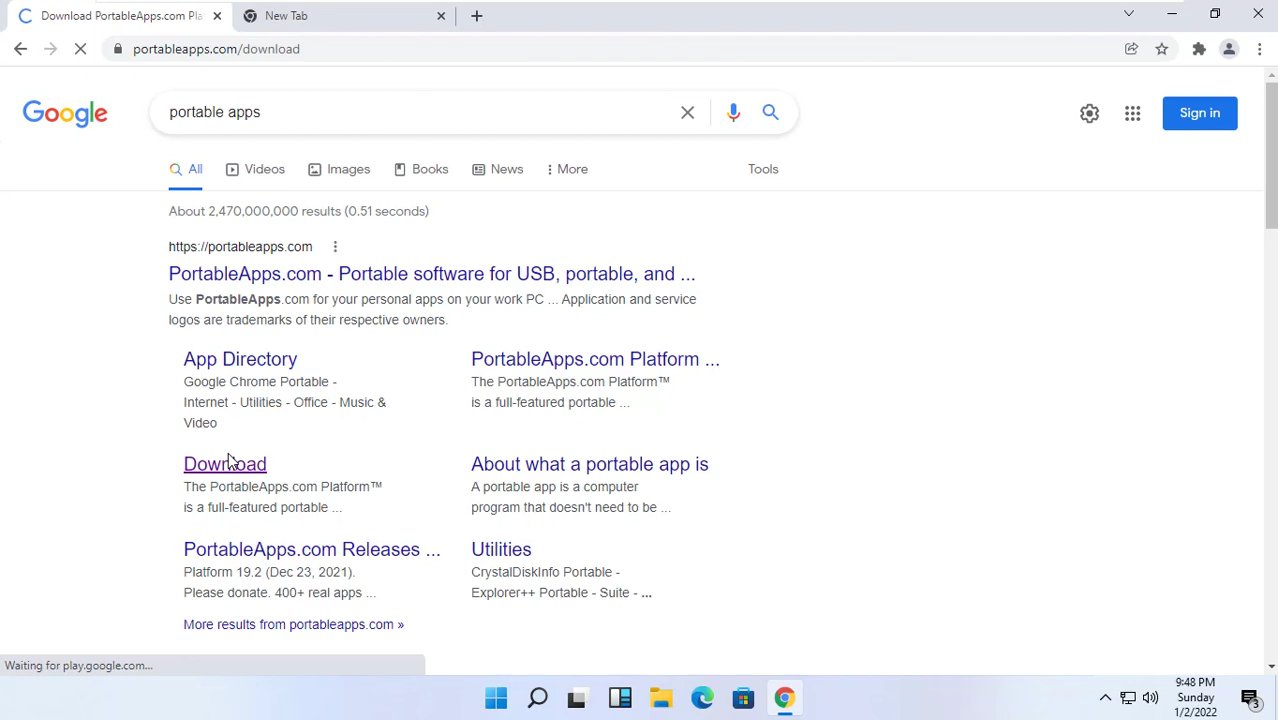 Download PortableApps.com Pla
New Tab
portableapps.com/download
Google
portable apps
Sign in
All
Videos
Images
Books
News
More
Tools
About 2,470,000,000 results (0.51 seconds)
https://portableapps.com
PortableApps.com - Portable software for USB, portable, and ...
Use PortableApps.com for your personal apps on your work PC ... Application and service
logos are trademarks of their respective owners.
App Directory
Google Chrome Portable -
Internet - Utilities - Office - Music &
Video
PortableApps.com Platform ...
The PortableApps.com Platform™
is a full-featured portable ...
Download
The PortableApps.com Platform™
is a full-featured portable ...
About what a portable app is
A portable app is a computer
program that doesn't need to be ...
PortableApps.com Releases ...
Platform 19.2 (Dec 23, 2021).
Please donate. 400+ real apps ...
Utilities
CrystalDiskInfo Portable -
Explorer++ Portable - Suite - ...
More results from portableapps.com »
Waiting for play.google.com...
9:48 PM
Sunday
1/2/2022
3